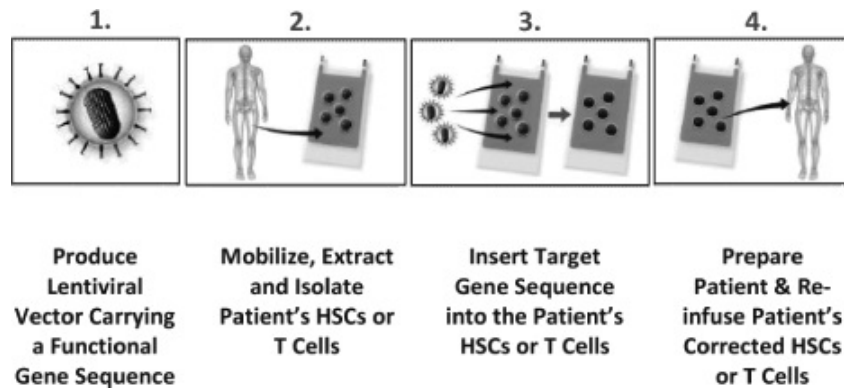 1.
2.
3.
4.
Produce
Lentiviral
Vector Carrying
a Functional
Gene Sequence
Mobilize, Extract
and Isolate
Patient's HSCs or
T Cells
Insert Target
Gene Sequence
into the Patient's
HSCs or T Cells
Prepare
Patient & Re-
infuse Patient's
Corrected HSCs
or T Cells